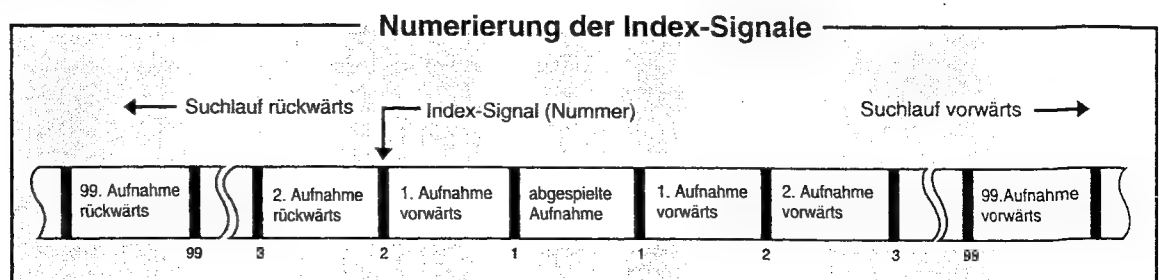 Numerierung der Index-Signale
← Suchlauf rückwärts
Index-Signal (Nummer)
Suchlauf vorwärts →
99. Aufnahme
rückwärts
2. Aufnahme
rückwärts
1. Aufnahme
vorwärts
abgespielte
Aufnahme
1. Aufnahme
vorwärts
2. Aufnahme
vorwärts
99.Aufnahme
vorwärts
99 3 2 1 1 2 3 99